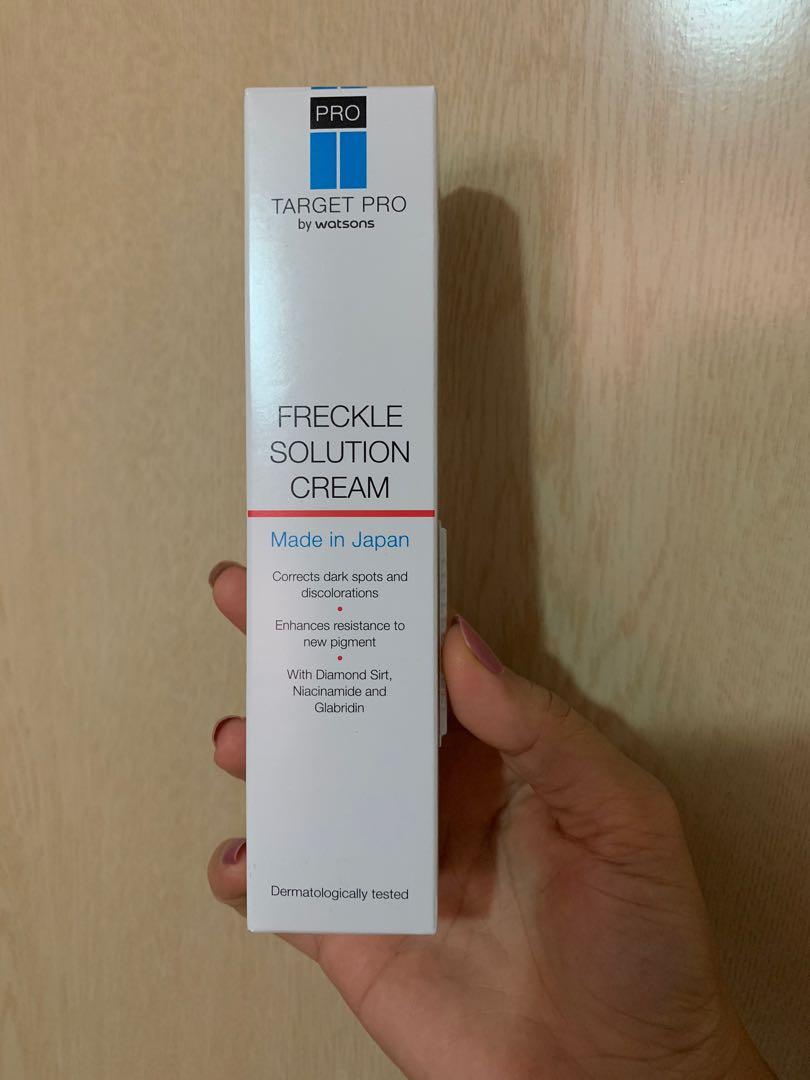 PRO
TARGET PRO
by watsons
FRECKLE
SOLUTION
CREAM
Made in Japan
Corrects dark spots and
discolorations
Enhances resistance to
new pigment
With Diamond Sirt,
Niacinamide and
Glabridin
Dermatologically tested